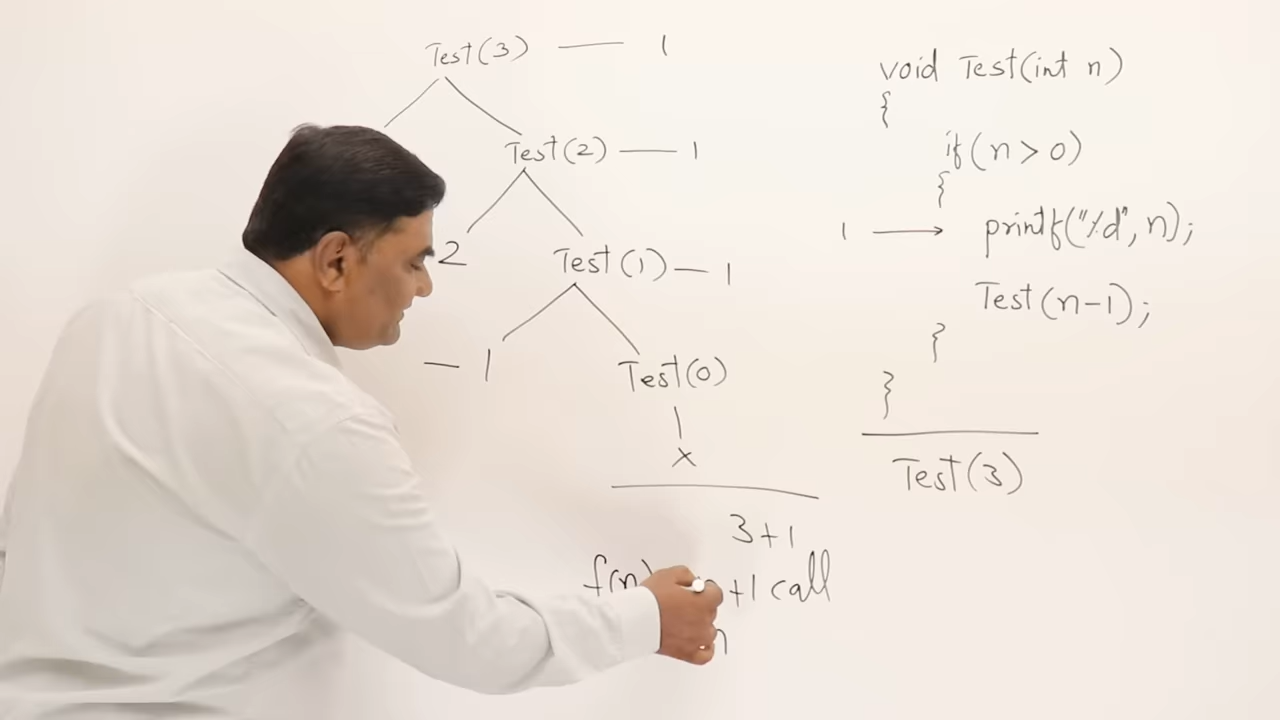 Test(3) — 1
Test(2) — 1
2
Test(1) — 1
— 1
Test(0)
x
3+1
f(n) n+1 call
n
void Test(int n)
{
if(n>0)
{
1 → printf("%d", n);
Test(n-1);
}
}
Test(3)